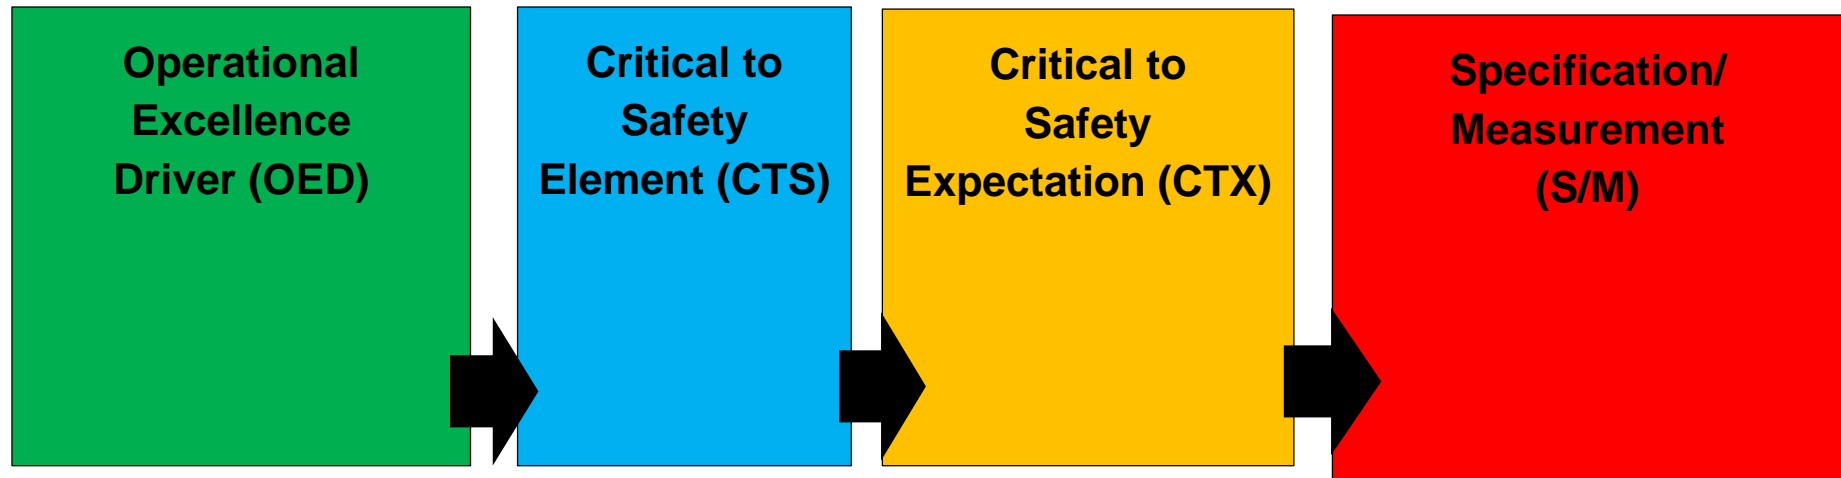 Operational
Excellence
Driver (OED)
Critical to
Safety
Element (CTS)
Critical to
Safety
Expectation (CTX)
Specification/
Measurement
(S/M)